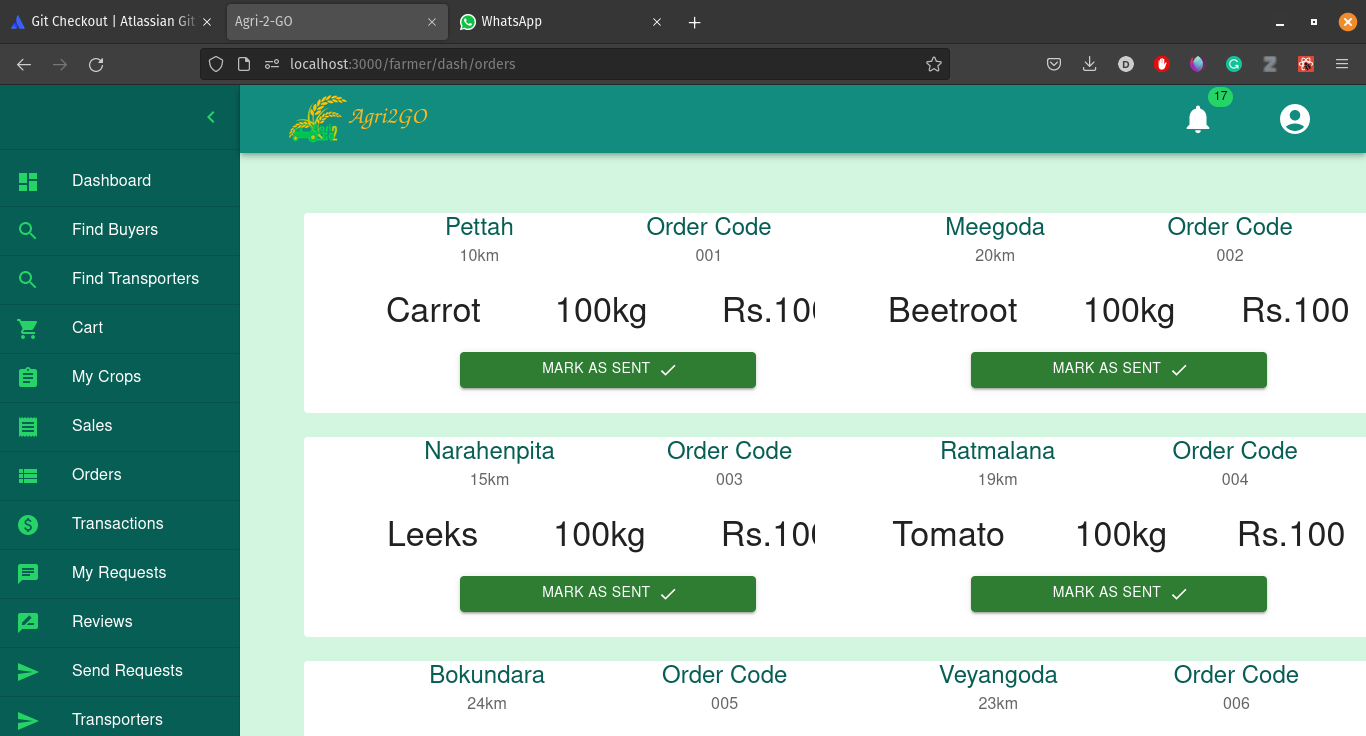 Git Checkout | Atlassian Git
Agri-2-GO
WhatsApp
localhost:3000/farmer/dash/orders
Agri2GO
17
Dashboard
Find Buyers
Find Transporters
Cart
My Crops
Sales
Orders
Transactions
My Requests
Reviews
Send Requests
Transporters
Pettah Order Code
10km 001
Carrot 100kg Rs.100
MARK AS SENT
Meegoda Order Code
20km 002
Beetroot 100kg Rs.100
MARK AS SENT
Narahenpita Order Code
15km 003
Leeks 100kg Rs.100
MARK AS SENT
Ratmalana Order Code
19km 004
Tomato 100kg Rs.100
MARK AS SENT
Bokundara Order Code
24km 005
Veyangoda Order Code
23km 006